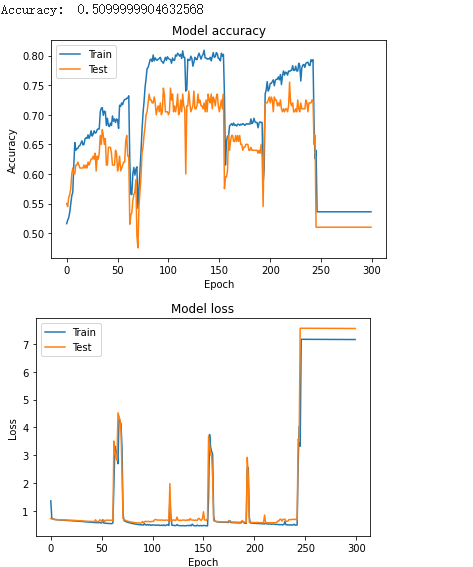 Accuracy: 0.5099999904632568
Model accuracy
Train
Test
0.80
0.75
0.70
0.65
0.60
0.55
0.50
Accuracy
0 50 100 150 200 250 300
Epoch
Model loss
Train
Test
7
6
5
4
3
2
1
Loss
0 50 100 150 200 250 300
Epoch